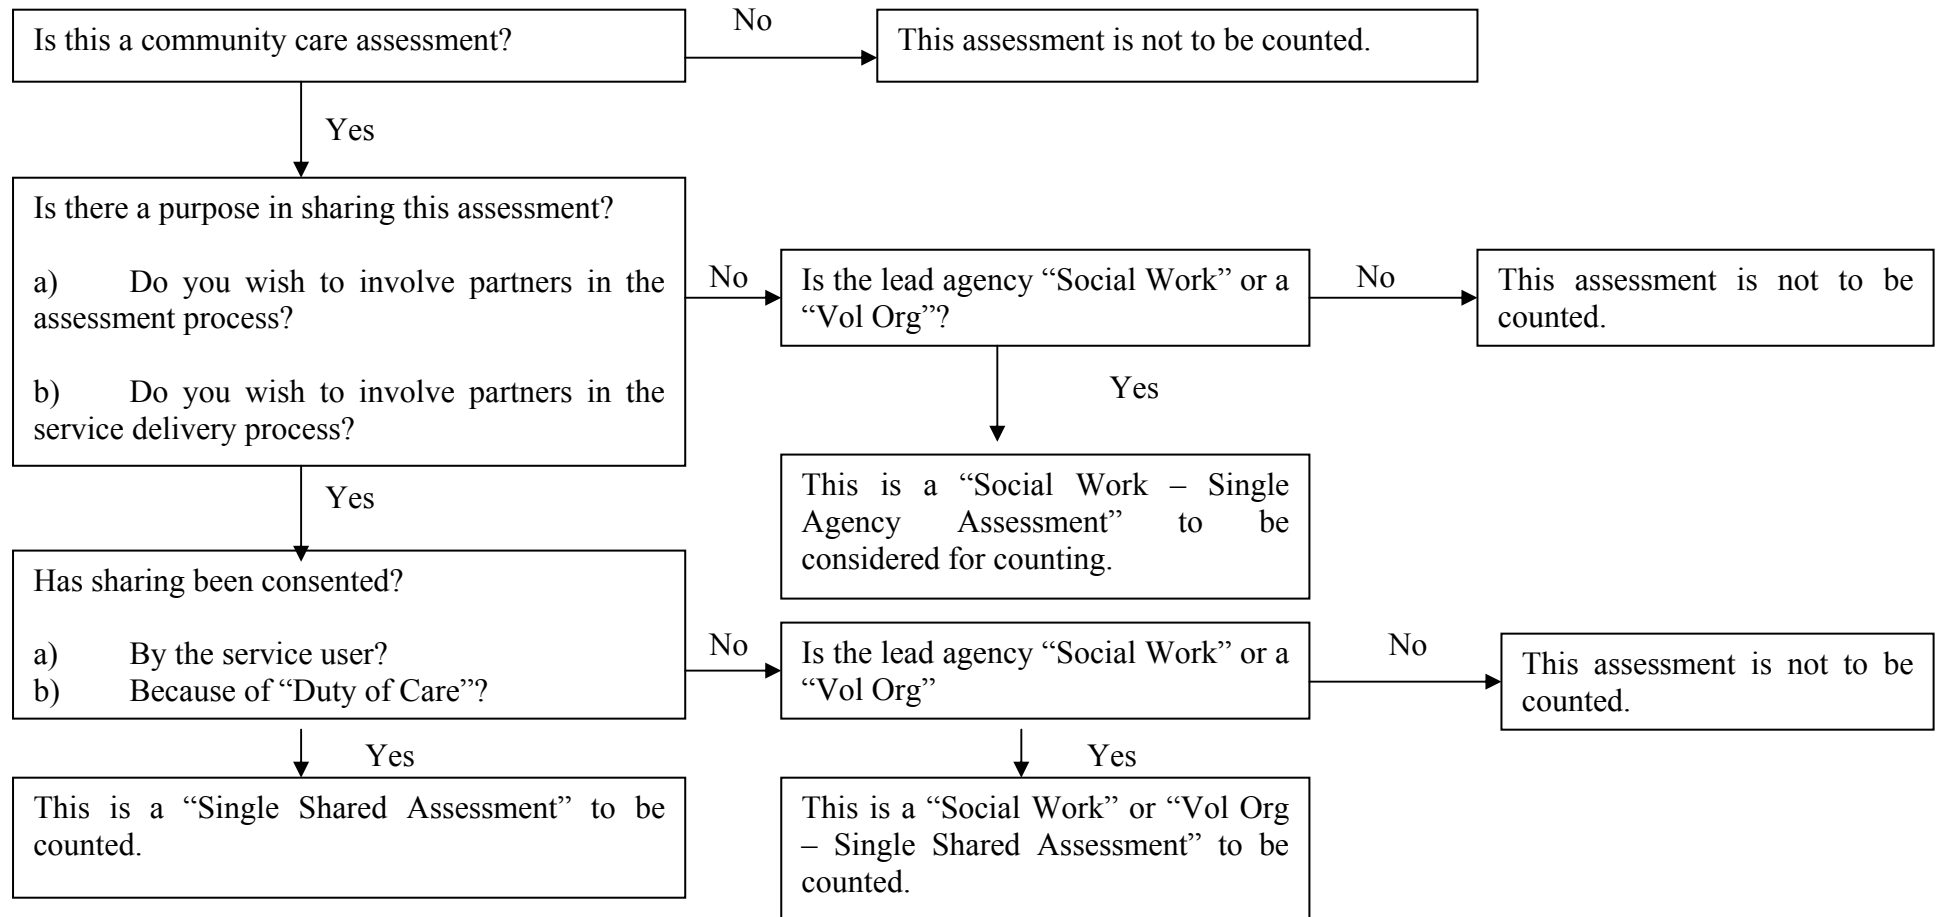 Is this a community care assessment?
No
This assessment is not to be counted.
Yes
Is there a purpose in sharing this assessment?
a) Do you wish to involve partners in the
assessment process?
b) Do you wish to involve partners in the
service delivery process?
No
Is the lead agency “Social Work” or a
“Vol Org”?
No
This assessment is not to be
counted.
Yes
This is a “Social Work – Single
Agency Assessment” to be
considered for counting.
Yes
Has sharing been consented?
a) By the service user?
b) Because of “Duty of Care”?
No
Is the lead agency “Social Work” or a
“Vol Org”
No
This assessment is not to be
counted.
Yes
This is a “Single Shared Assessment” to be
counted.
Yes
This is a “Social Work” or “Vol Org
– Single Shared Assessment” to be
counted.